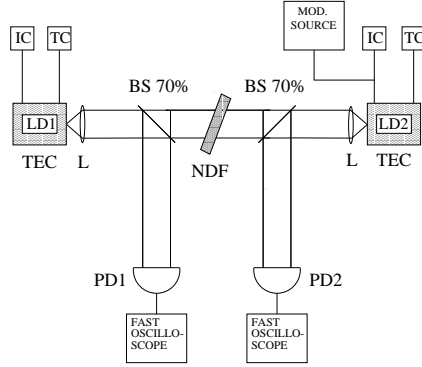 MOD.
SOURCE
IC
TC
IC
TC
BS 70%
BS 70%
LD1
LD2
TEC
L
NDF
L
TEC
PD1
PD2
FAST
OSCILLO-
SCOPE
FAST
OSCILLO-
SCOPE